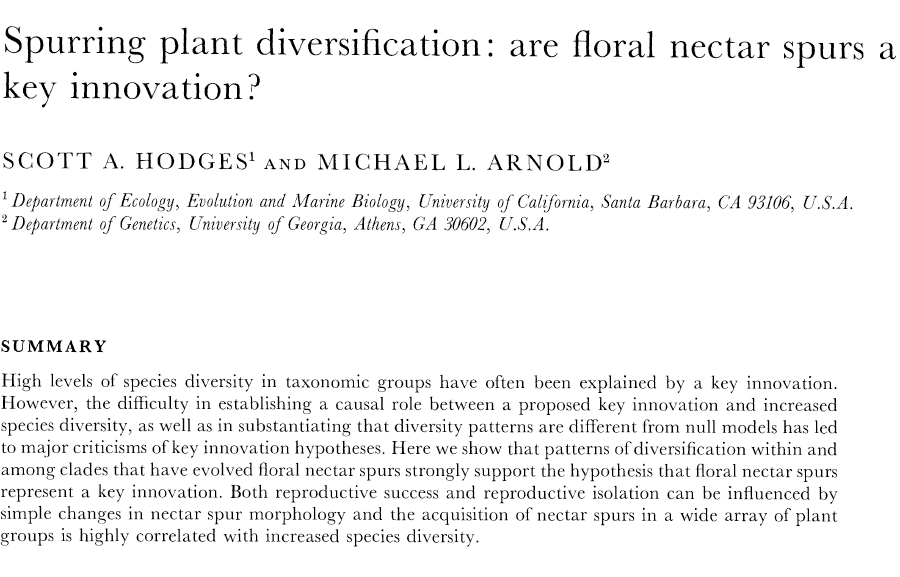 Spurring plant diversification: are floral nectar spurs a
key innovation?
SCOTT A. HODGES¹ AND MICHAEL L. ARNOLD²
¹ Department of Ecology, Evolution and Marine Biology, University of California, Santa Barbara, CA 93106, U.S.A.
² Department of Genetics, University of Georgia, Athens, GA 30602, U.S.A.
SUMMARY
High levels of species diversity in taxonomic groups have often been explained by a key innovation.
However, the difficulty in establishing a causal role between a proposed key innovation and increased
species diversity, as well as in substantiating that diversity patterns are different from null models has led
to major criticisms of key innovation hypotheses. Here we show that patterns of diversification within and
among clades that have evolved floral nectar spurs strongly support the hypothesis that floral nectar spurs
represent a key innovation. Both reproductive success and reproductive isolation can be influenced by
simple changes in nectar spur morphology and the acquisition of nectar spurs in a wide array of plant
groups is highly correlated with increased species diversity.